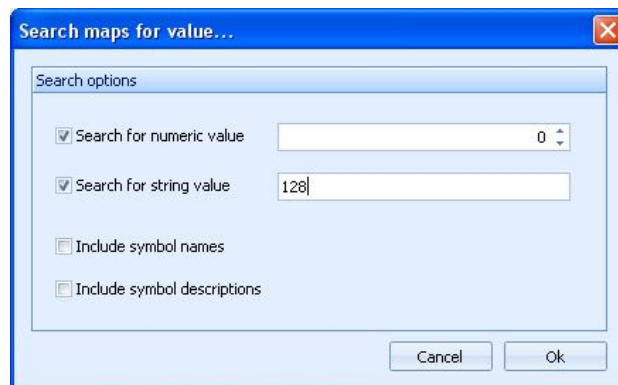 Search maps for value...
Search options
Search for numeric value 0
Search for string value 128
Include symbol names
Include symbol descriptions
Cancel Ok